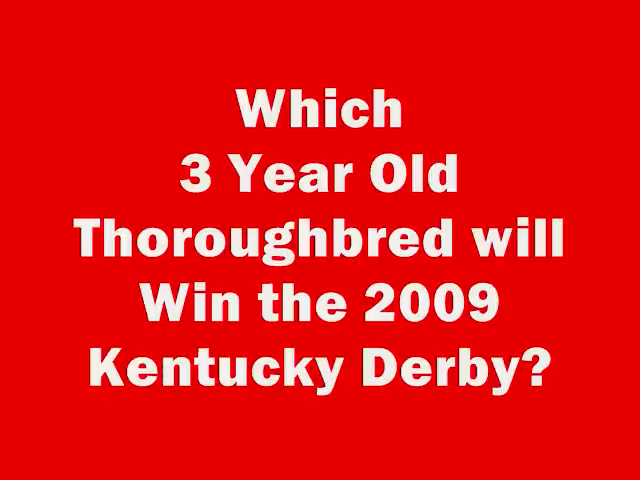 Which
3 Year Old
Thoroughbred will
Win the 2009
Kentucky Derby?